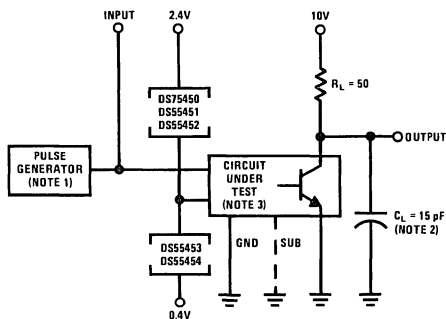 INPUT
2.4V
10V
R_L = 50
DS75450
DS55451
DS55452
OUTPUT
PULSE
GENERATOR
(NOTE 1)
CIRCUIT
UNDER
TEST
(NOTE 3)
C_L = 15 pF
(NOTE 2)
DS55453
DS55454
GND
SUB
0.4V